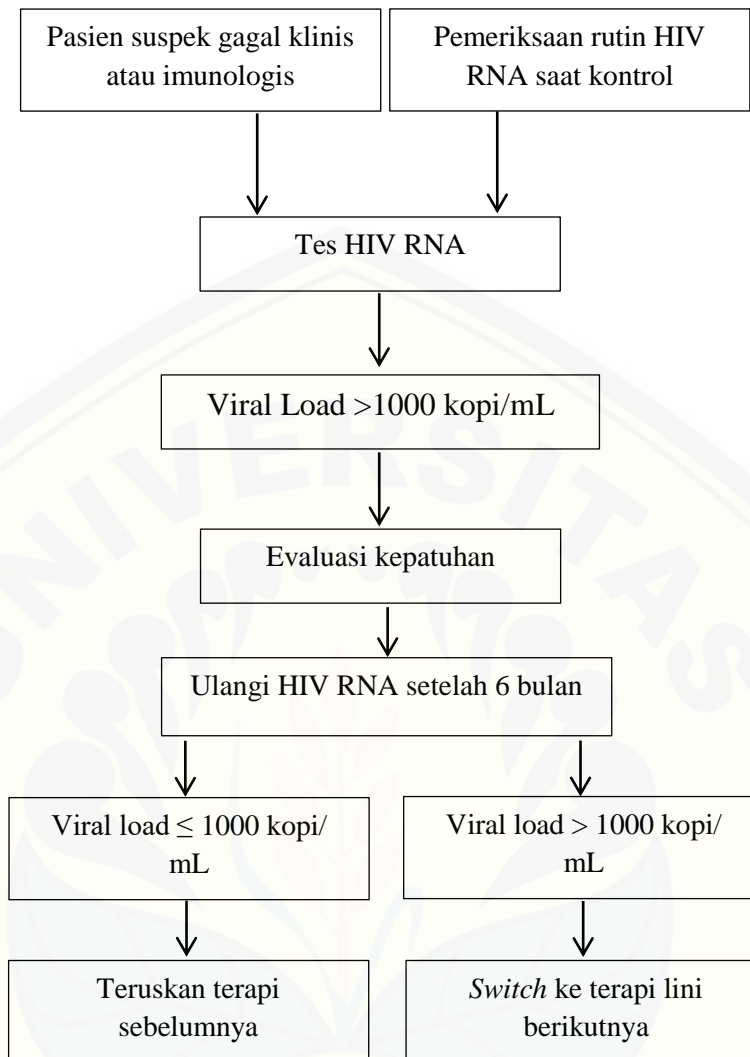 Pasien suspek gagal klinis
atau imunologis
Pemeriksaan rutin HIV
RNA saat kontrol
Tes HIV RNA
Viral Load >1000 kopi/mL
Evaluasi kepatuhan
Ulangi HIV RNA setelah 6 bulan
Viral load ≤ 1000 kopi/
mL
Viral load > 1000 kopi/
mL
Teruskan terapi
sebelumnya
Switch ke terapi lini
berikutnya
UNIVERSITAS